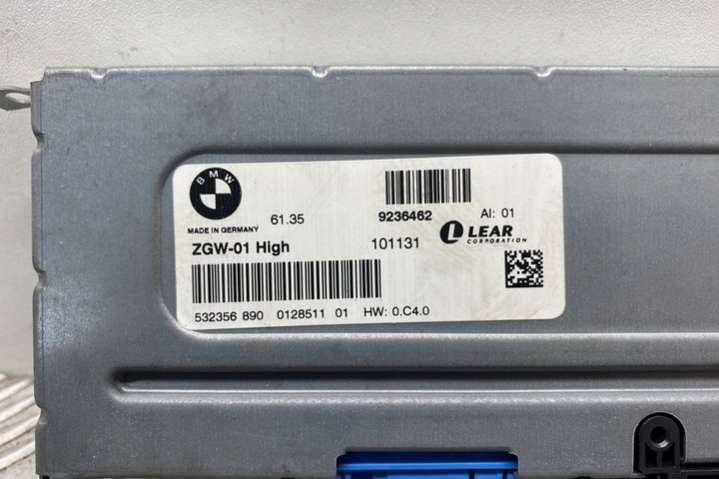 BMW
MADE IN GERMANY
61.35
9236462
AI: 01
ZGW-01 High
101131
L LEAR
CORPORATION
532356 890 0128511 01 HW: 0.C4.0